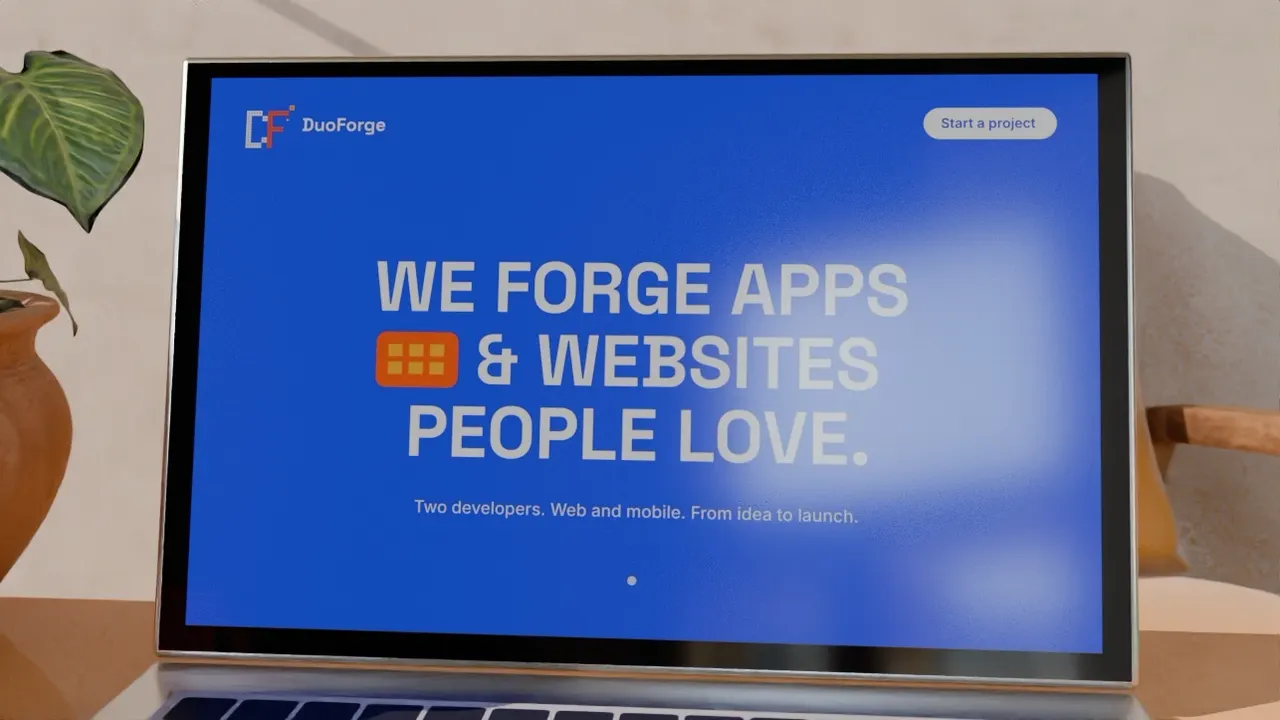 DuoForge
Start a project
WE FORGE APPS
& WEBSITES
PEOPLE LOVE.
Two developers. Web and mobile. From idea to launch.